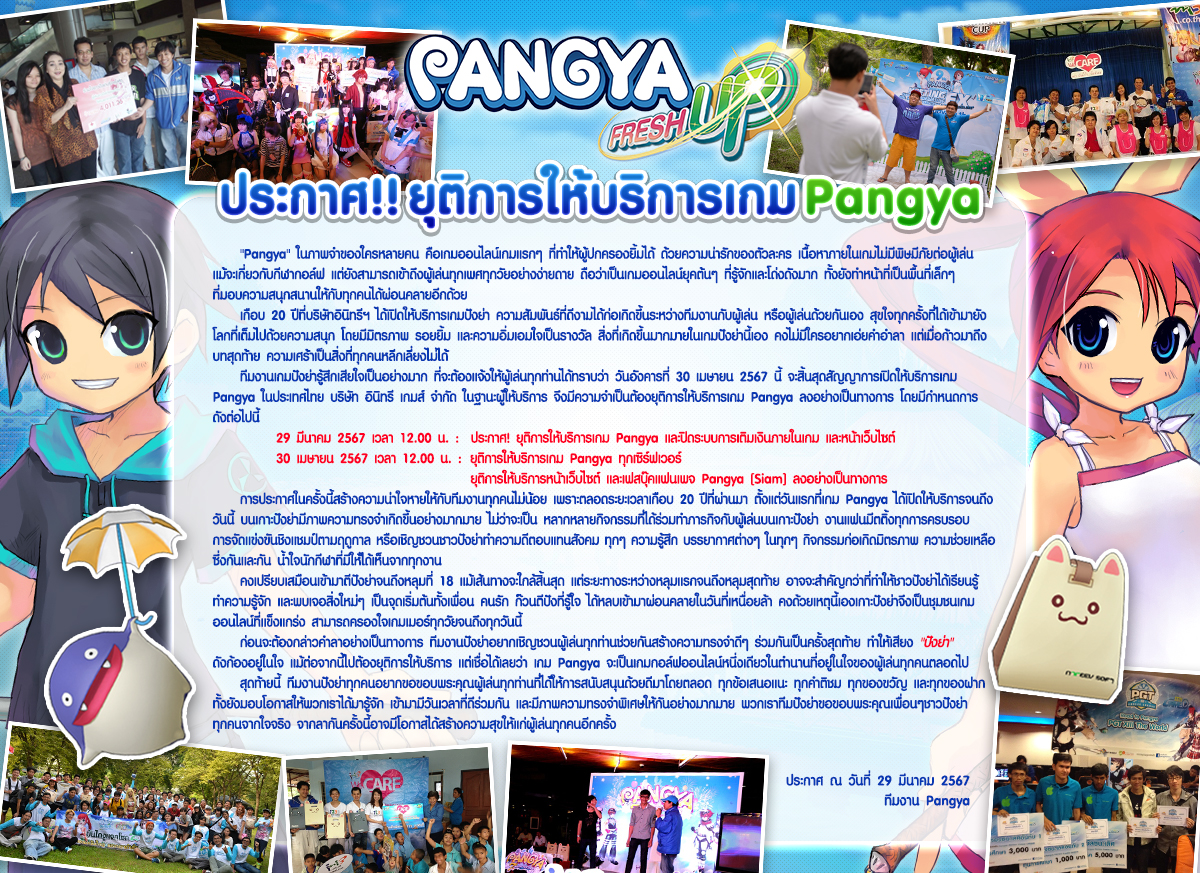 PANGYA
FRESH UP
CARE
ประกาศ!! ยุติการให้บริการเกม Pangya
"Pangya" ในภาพจำของใครหลายคน คือเกมออนไลน์เกมแรกๆ ที่ทำให้ผู้ปกครองยิ้มได้ ด้วยความน่ารักของตัวละคร เนื้อหาภายในเกมไม่มีพิษมีภัยต่อผู้เล่น
แม้จะเกี่ยวกับกีฬากอล์ฟ แต่ยังสามารถเข้าถึงผู้เล่นทุกเพศทุกวัยอย่างง่ายดาย ถือว่าเป็นเกมออนไลน์ยุคต้นๆ ที่รู้จักและโด่งดังมาก ทั้งยังทำหน้าที่เป็นพื้นที่เล็กๆ
ที่มอบความสนุกสนานให้กับทุกคนได้ผ่อนคลายอีกด้วย
เกือบ 20 ปีที่บริษัทอินิทรีฯ ได้เปิดให้บริการเกมปังย่า ความสัมพันธ์ที่ดีงามได้ก่อเกิดขึ้นระหว่างทีมงานกับผู้เล่น หรือผู้เล่นด้วยกันเอง สุขใจทุกครั้งที่ได้เข้ามายัง
โลกที่เต็มไปด้วยความสนุก โดยมีมิตรภาพ รอยยิ้ม และความอิ่มเอมใจเป็นรางวัล สิ่งที่เกิดขึ้นมากมายในเกมปังย่านี้เอง คงไม่มีใครอยากเอ่ยคำอำลา แต่เมื่อก้าวมาถึง
บทสุดท้าย ความเศร้าเป็นสิ่งที่ทุกคนหลีกเลี่ยงไม่ได้
ทีมงานเกมปังย่ารู้สึกเสียใจเป็นอย่างมาก ที่จะต้องแจ้งให้ผู้เล่นทุกท่านได้ทราบว่า วันอังคารที่ 30 เมษายน 2567 นี้ จะสิ้นสุดสัญญาการเปิดให้บริการเกม
Pangya ในประเทศไทย บริษัท อินิทรี เกมส์ จำกัด ในฐานะผู้ให้บริการ จึงมีความจำเป็นต้องยุติการให้บริการเกม Pangya ลงอย่างเป็นทางการ โดยมีกำหนดการ
ดังต่อไปนี้
29 มีนาคม 2567 เวลา 12.00 น. : ประกาศ! ยุติการให้บริการเกม Pangya และปิดระบบการเติมเงินภายในเกม และหน้าเว็บไซต์
30 เมษายน 2567 เวลา 12.00 น. : ยุติการให้บริการเกม Pangya ทุกเซิร์ฟเวอร์
ยุติการให้บริการหน้าเว็บไซต์ และเฟสบุ๊คแฟนเพจ Pangya (Siam) ลงอย่างเป็นทางการ
การประกาศในครั้งนี้สร้างความน่าใจหายให้กับทีมงานทุกคนไม่น้อย เพราะตลอดระยะเวลาเกือบ 20 ปีที่ผ่านมา ตั้งแต่วันแรกที่เกม Pangya ได้เปิดให้บริการจนถึง
วันนี้ บนเกาะปังย่ามีภาพความทรงจำเกิดขึ้นอย่างมากมาย ไม่ว่าจะเป็น หลากหลายกิจกรรมที่ได้ร่วมทำภารกิจกับผู้เล่นบนเกาะปังย่า งานแฟนมีตติ้งทุกการครบรอบ
การจัดแข่งขันชิงแชมป์ตามฤดูกาล หรือเชิญชวนชาวปังย่าทำความดีตอบแทนสังคม ทุกๆ ความรู้สึก บรรยากาศต่างๆ ในทุกๆ กิจกรรมก่อเกิดมิตรภาพ ความช่วยเหลือ
ซึ่งกันและกัน น้ำใจนักกีฬาที่มีให้ได้เห็นจากทุกงาน
คงเปรียบเสมือนเข้ามาตีปังย่าจนถึงหลุมที่ 18 แม้เส้นทางจะใกล้สิ้นสุด แต่ระยะทางระหว่างหลุมแรกจนถึงหลุมสุดท้าย อาจจะสำคัญกว่าที่ทำให้ชาวปังย่าได้เรียนรู้
ทำความรู้จัก และพบเจอสิ่งใหม่ๆ เป็นจุดเริ่มต้นทั้งเพื่อน คนรัก ก๊วนตีปังที่รู้ใจ ได้หลบเข้ามาผ่อนคลายในวันที่เหนื่อยล้า คงด้วยเหตุนี้เองเกาะปังย่าจึงเป็นชุมชนเกม
ออนไลน์ที่แข็งแกร่ง สามารถครองใจเกมเมอร์ทุกวัยจนถึงทุกวันนี้
ก่อนจะต้องกล่าวคำลาอย่างเป็นทางการ ทีมงานปังย่าอยากเชิญชวนผู้เล่นทุกท่านช่วยกันสร้างความทรงจำดีๆ ร่วมกันเป็นครั้งสุดท้าย ทำให้เสียง "ปังย่า"
ดังก้องอยู่ในใจ แม้ต่อจากนี้ไปต้องยุติการให้บริการ แต่เชื่อได้เลยว่า เกม Pangya จะเป็นเกมกอล์ฟออนไลน์หนึ่งเดียวในตำนานที่อยู่ในใจของผู้เล่นทุกคนตลอดไป
สุดท้ายนี้ ทีมงานปังย่าทุกคนอยากขอขอบพระคุณผู้เล่นทุกท่านที่ได้ให้การสนับสนุนด้วยดีมาโดยตลอด ทุกข้อเสนอแนะ ทุกคำติชม ทุกของขวัญ และทุกของฝาก
ทั้งยังมอบโอกาสให้พวกเราได้มารู้จัก เข้ามามีวันเวลาที่ดีร่วมกัน และมีภาพความทรงจำพิเศษให้กันอย่างมากมาย พวกเราทีมปังย่าขอขอบพระคุณเพื่อนๆชาวปังย่า
ทุกคนจากใจจริง จากลากันครั้งนี้อาจมีโอกาสได้สร้างความสุขให้แก่ผู้เล่นทุกคนอีกครั้ง
ประกาศ ณ วันที่ 29 มีนาคม 2567
ทีมงาน Pangya
CARE
PANGYA
PANGYA
PGT
3,000 บาท
1,000 บาท
5,000 บาท